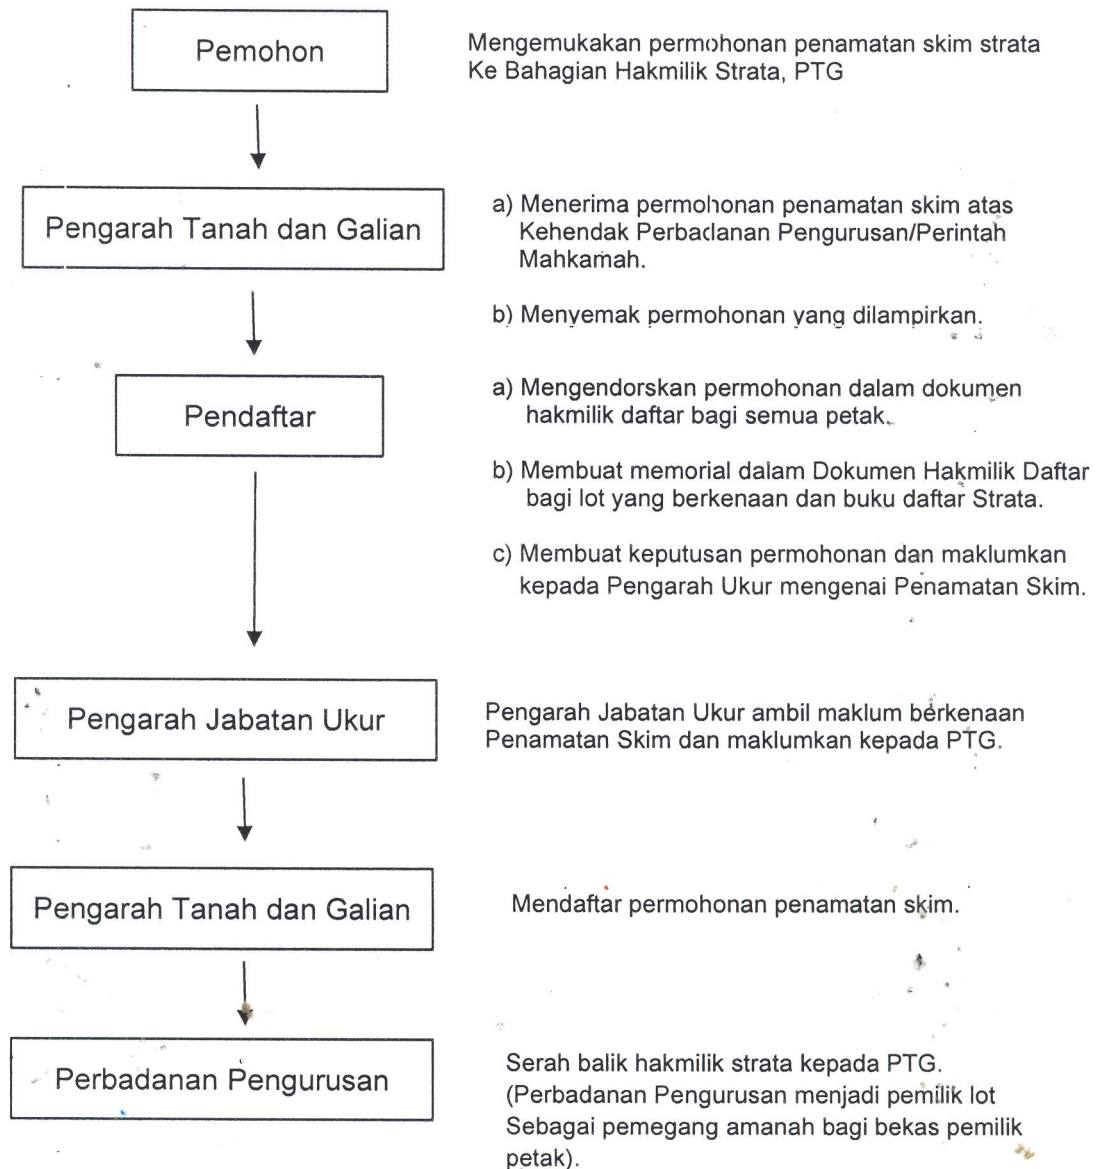 Pemohon
Mengemukakan permohonan penamatan skim strata
Ke Bahagian Hakmilik Strata, PTG
Pengarah Tanah dan Galian
a) Menerima permohonan penamatan skim atas
Kehendak Perbadanan Pengurusan/Perintah
Mahkamah.
b) Menyemak permohonan yang dilampirkan.
Pendaftar
a) Mengendorskan permohonan dalam dokumen
hakmilik daftar bagi semua petak.
b) Membuat memorial dalam Dokumen Hakmilik Daftar
bagi lot yang berkenaan dan buku daftar Strata.
c) Membuat keputusan permohonan dan maklumkan
kepada Pengarah Ukur mengenai Penamatan Skim.
Pengarah Jabatan Ukur
Pengarah Jabatan Ukur ambil maklum berkenaan
Penamatan Skim dan maklumkan kepada PTG.
Pengarah Tanah dan Galian
Mendaftar permohonan penamatan skim.
Perbadanan Pengurusan
Serah balik hakmilik strata kepada PTG.
(Perbadanan Pengurusan menjadi pemilik lot
Sebagai pemegang amanah bagi bekas pemilik
petak).